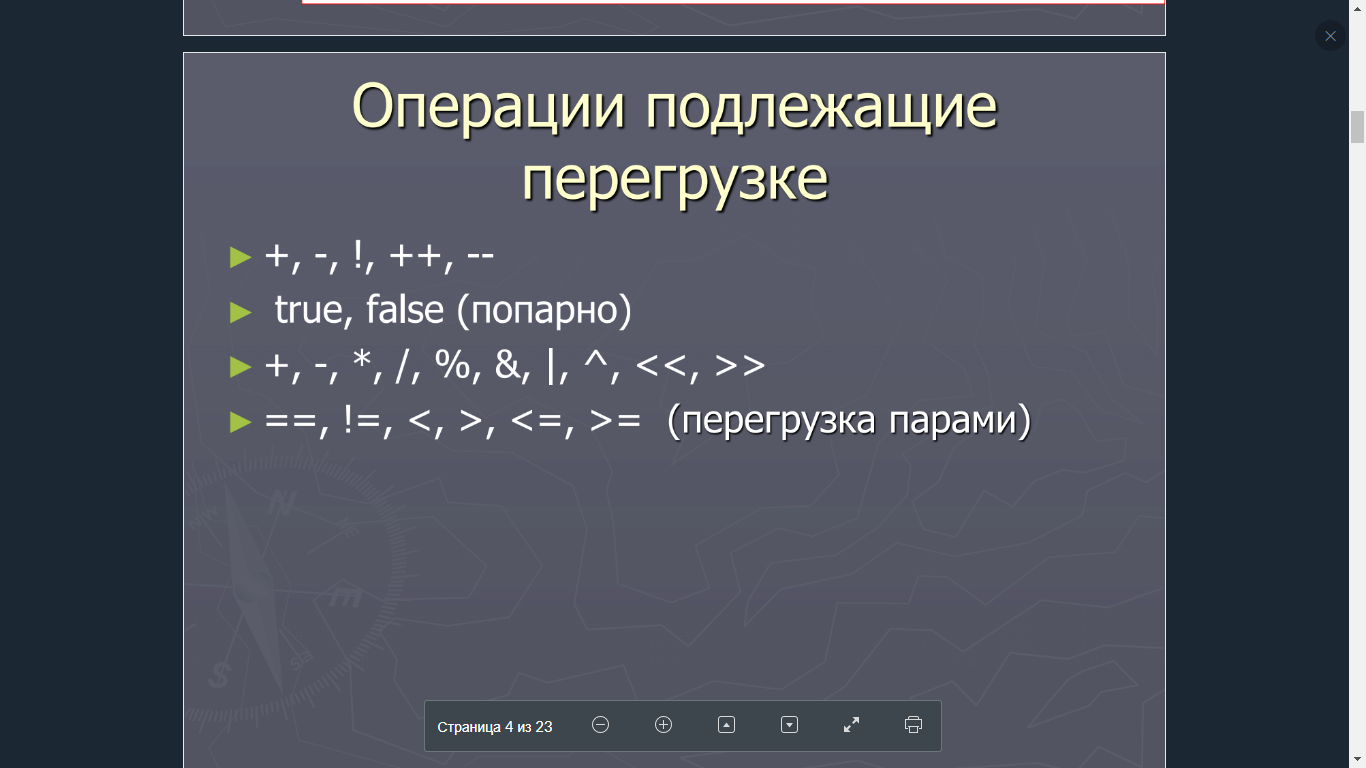 Операции подлежащие
перегрузке
+, -, !, ++, --
true, false (попарно)
+, -, *, /, %, &, |, ^, <<, >>
==, !=, <, >, <=, >= (перегрузка парами)
N
m
S
Страница 4 из 23